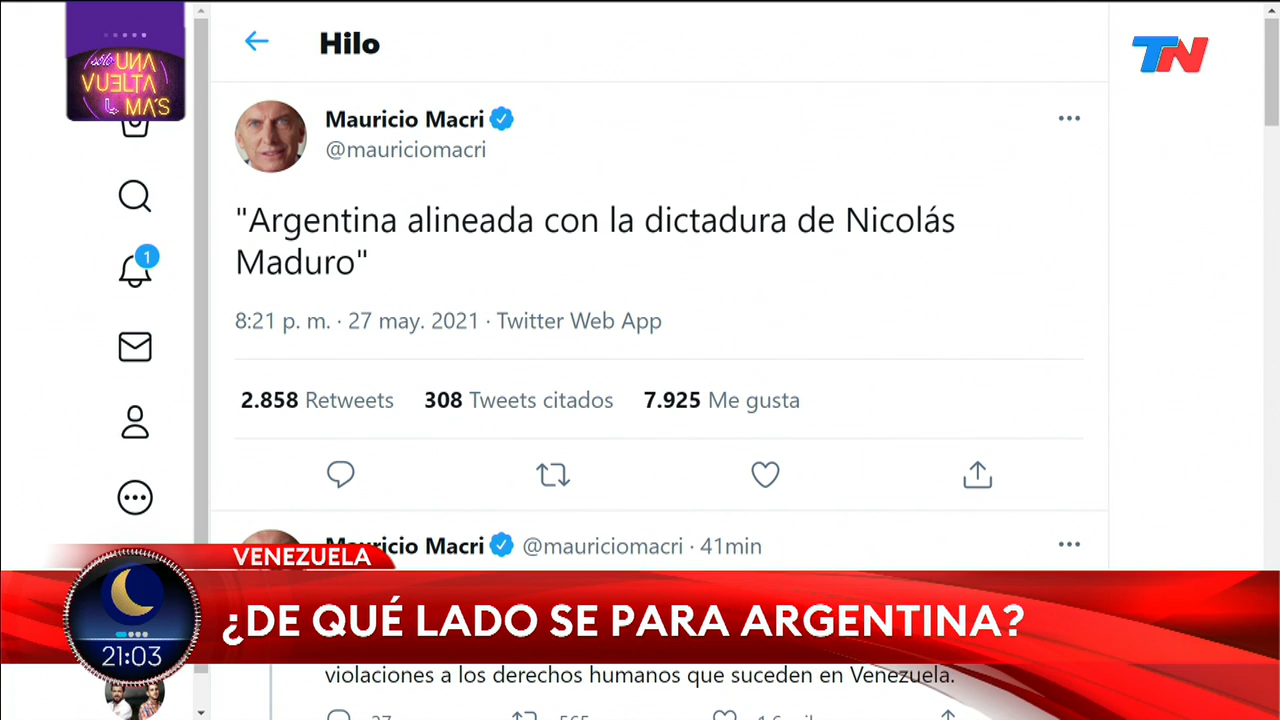 sólo UNA
VUELTA
MÁS
Hilo
TN
Mauricio Macri
@mauriciomacri
"Argentina alineada con la dictadura de Nicolás
Maduro"
1
8:21 p. m. · 27 may. 2021 · Twitter Web App
2.858 Retweets 308 Tweets citados 7.925 Me gusta
Mauricio Macri @mauriciomacri · 41min
VENEZUELA
¿DE QUÉ LADO SE PARA ARGENTINA?
21:03
violaciones a los derechos humanos que suceden en Venezuela.